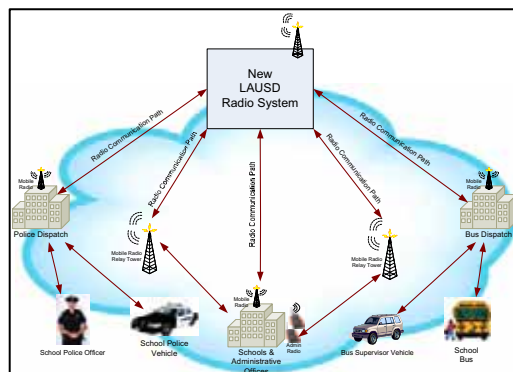 New
LAUSD
Radio System
Radio Communication Path
Radio Communication Path
Radio Communication Path
Radio Communication Path
Radio Communication Path
Mobile
Radio
Police Dispatch
Mobile
Radio
Bus Dispatch
Mobile Radio
Relay Tower
Mobile Radio
Relay Tower
Mobile
Radio
Admin
Radio
School Police Officer
School Police
Vehicle
Schools &
Administrative
Offices
Bus Supervisor Vehicle
School
Bus